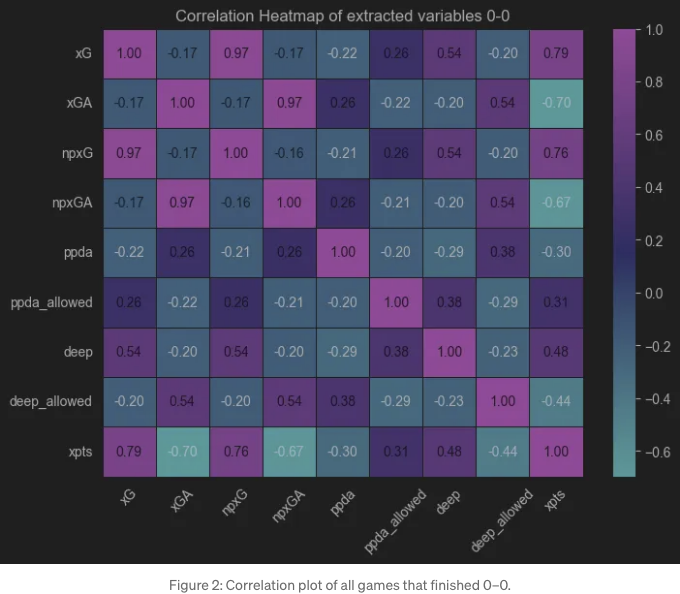 Correlation Heatmap of extracted variables 0-0
xG 1.00 -0.17 0.97 -0.17 -0.22 0.26 0.54 -0.20 0.79
xGA -0.17 1.00 -0.17 0.97 0.26 -0.22 -0.20 0.54 -0.70
npxG 0.97 -0.17 1.00 -0.16 -0.21 0.26 0.54 -0.20 0.76
npxGA -0.17 0.97 -0.16 1.00 0.26 -0.21 -0.20 0.54 -0.67
ppda -0.22 0.26 -0.21 0.26 1.00 -0.20 -0.29 0.38 -0.30
ppda_allowed 0.26 -0.22 0.26 -0.21 -0.20 1.00 0.38 -0.29 0.31
deep 0.54 -0.20 0.54 -0.20 -0.29 0.38 1.00 -0.23 0.48
deep_allowed -0.20 0.54 -0.20 0.54 0.38 -0.29 -0.23 1.00 -0.44
xpts 0.79 -0.70 0.76 -0.67 -0.30 0.31 0.48 -0.44 1.00
xG xGA npxG npxGA ppda ppda_allowed deep deep_allowed xpts
1.0
0.8
0.6
0.4
0.2
0.0
−0.2
−0.4
−0.6
Figure 2: Correlation plot of all games that finished 0–0.